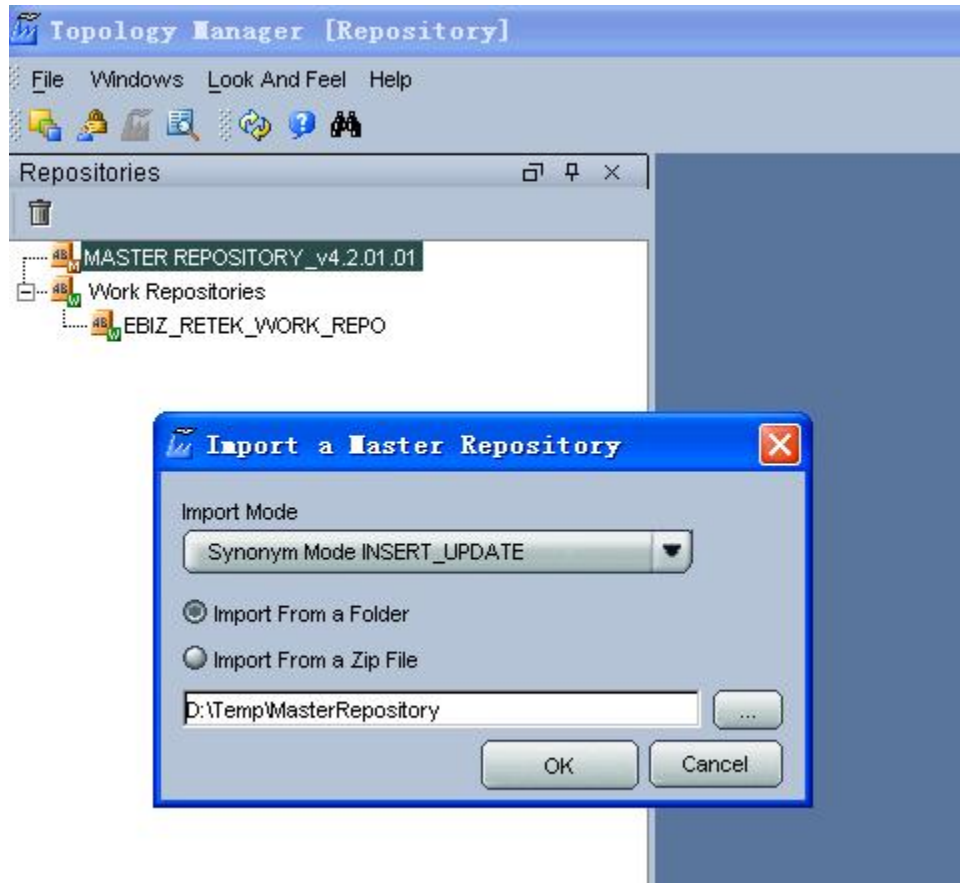 Topology Manager [Repository]
File Windows Look And Feel Help
Repositories
MASTER REPOSITORY_v4.2.01.01
Work Repositories
EBIZ_RETEK_WORK_REPO
Import a Master Repository
Import Mode
Synonym Mode INSERT_UPDATE
Import From a Folder
Import From a Zip File
D:\Temp\MasterRepository
...
OK Cancel